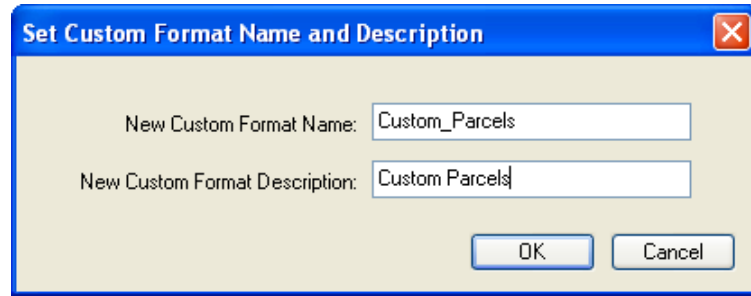 Set Custom Format Name and Description
New Custom Format Name: Custom_Parcels
New Custom Format Description: Custom Parcels
OK Cancel